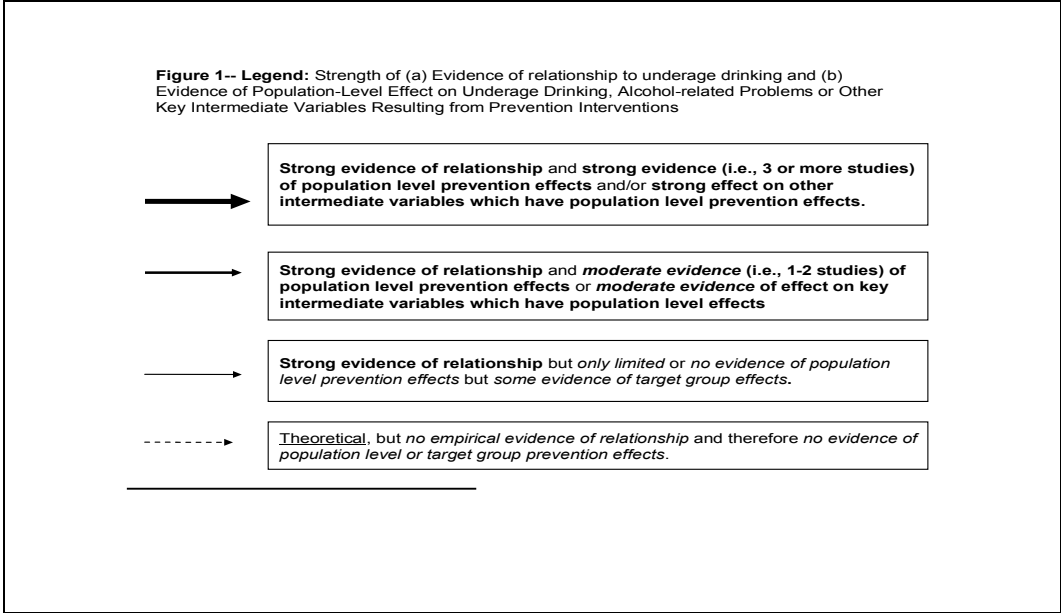 Figure 1-- Legend: Strength of (a) Evidence of relationship to underage drinking and (b)
Evidence of Population-Level Effect on Underage Drinking, Alcohol-related Problems or Other
Key Intermediate Variables Resulting from Prevention Interventions
Strong evidence of relationship and strong evidence (i.e., 3 or more studies)
of population level prevention effects and/or strong effect on other
intermediate variables which have population level prevention effects.
Strong evidence of relationship and moderate evidence (i.e., 1-2 studies) of
population level prevention effects or moderate evidence of effect on key
intermediate variables which have population level effects
Strong evidence of relationship but only limited or no evidence of population
level prevention effects but some evidence of target group effects.
Theoretical, but no empirical evidence of relationship and therefore no evidence of
population level or target group prevention effects.